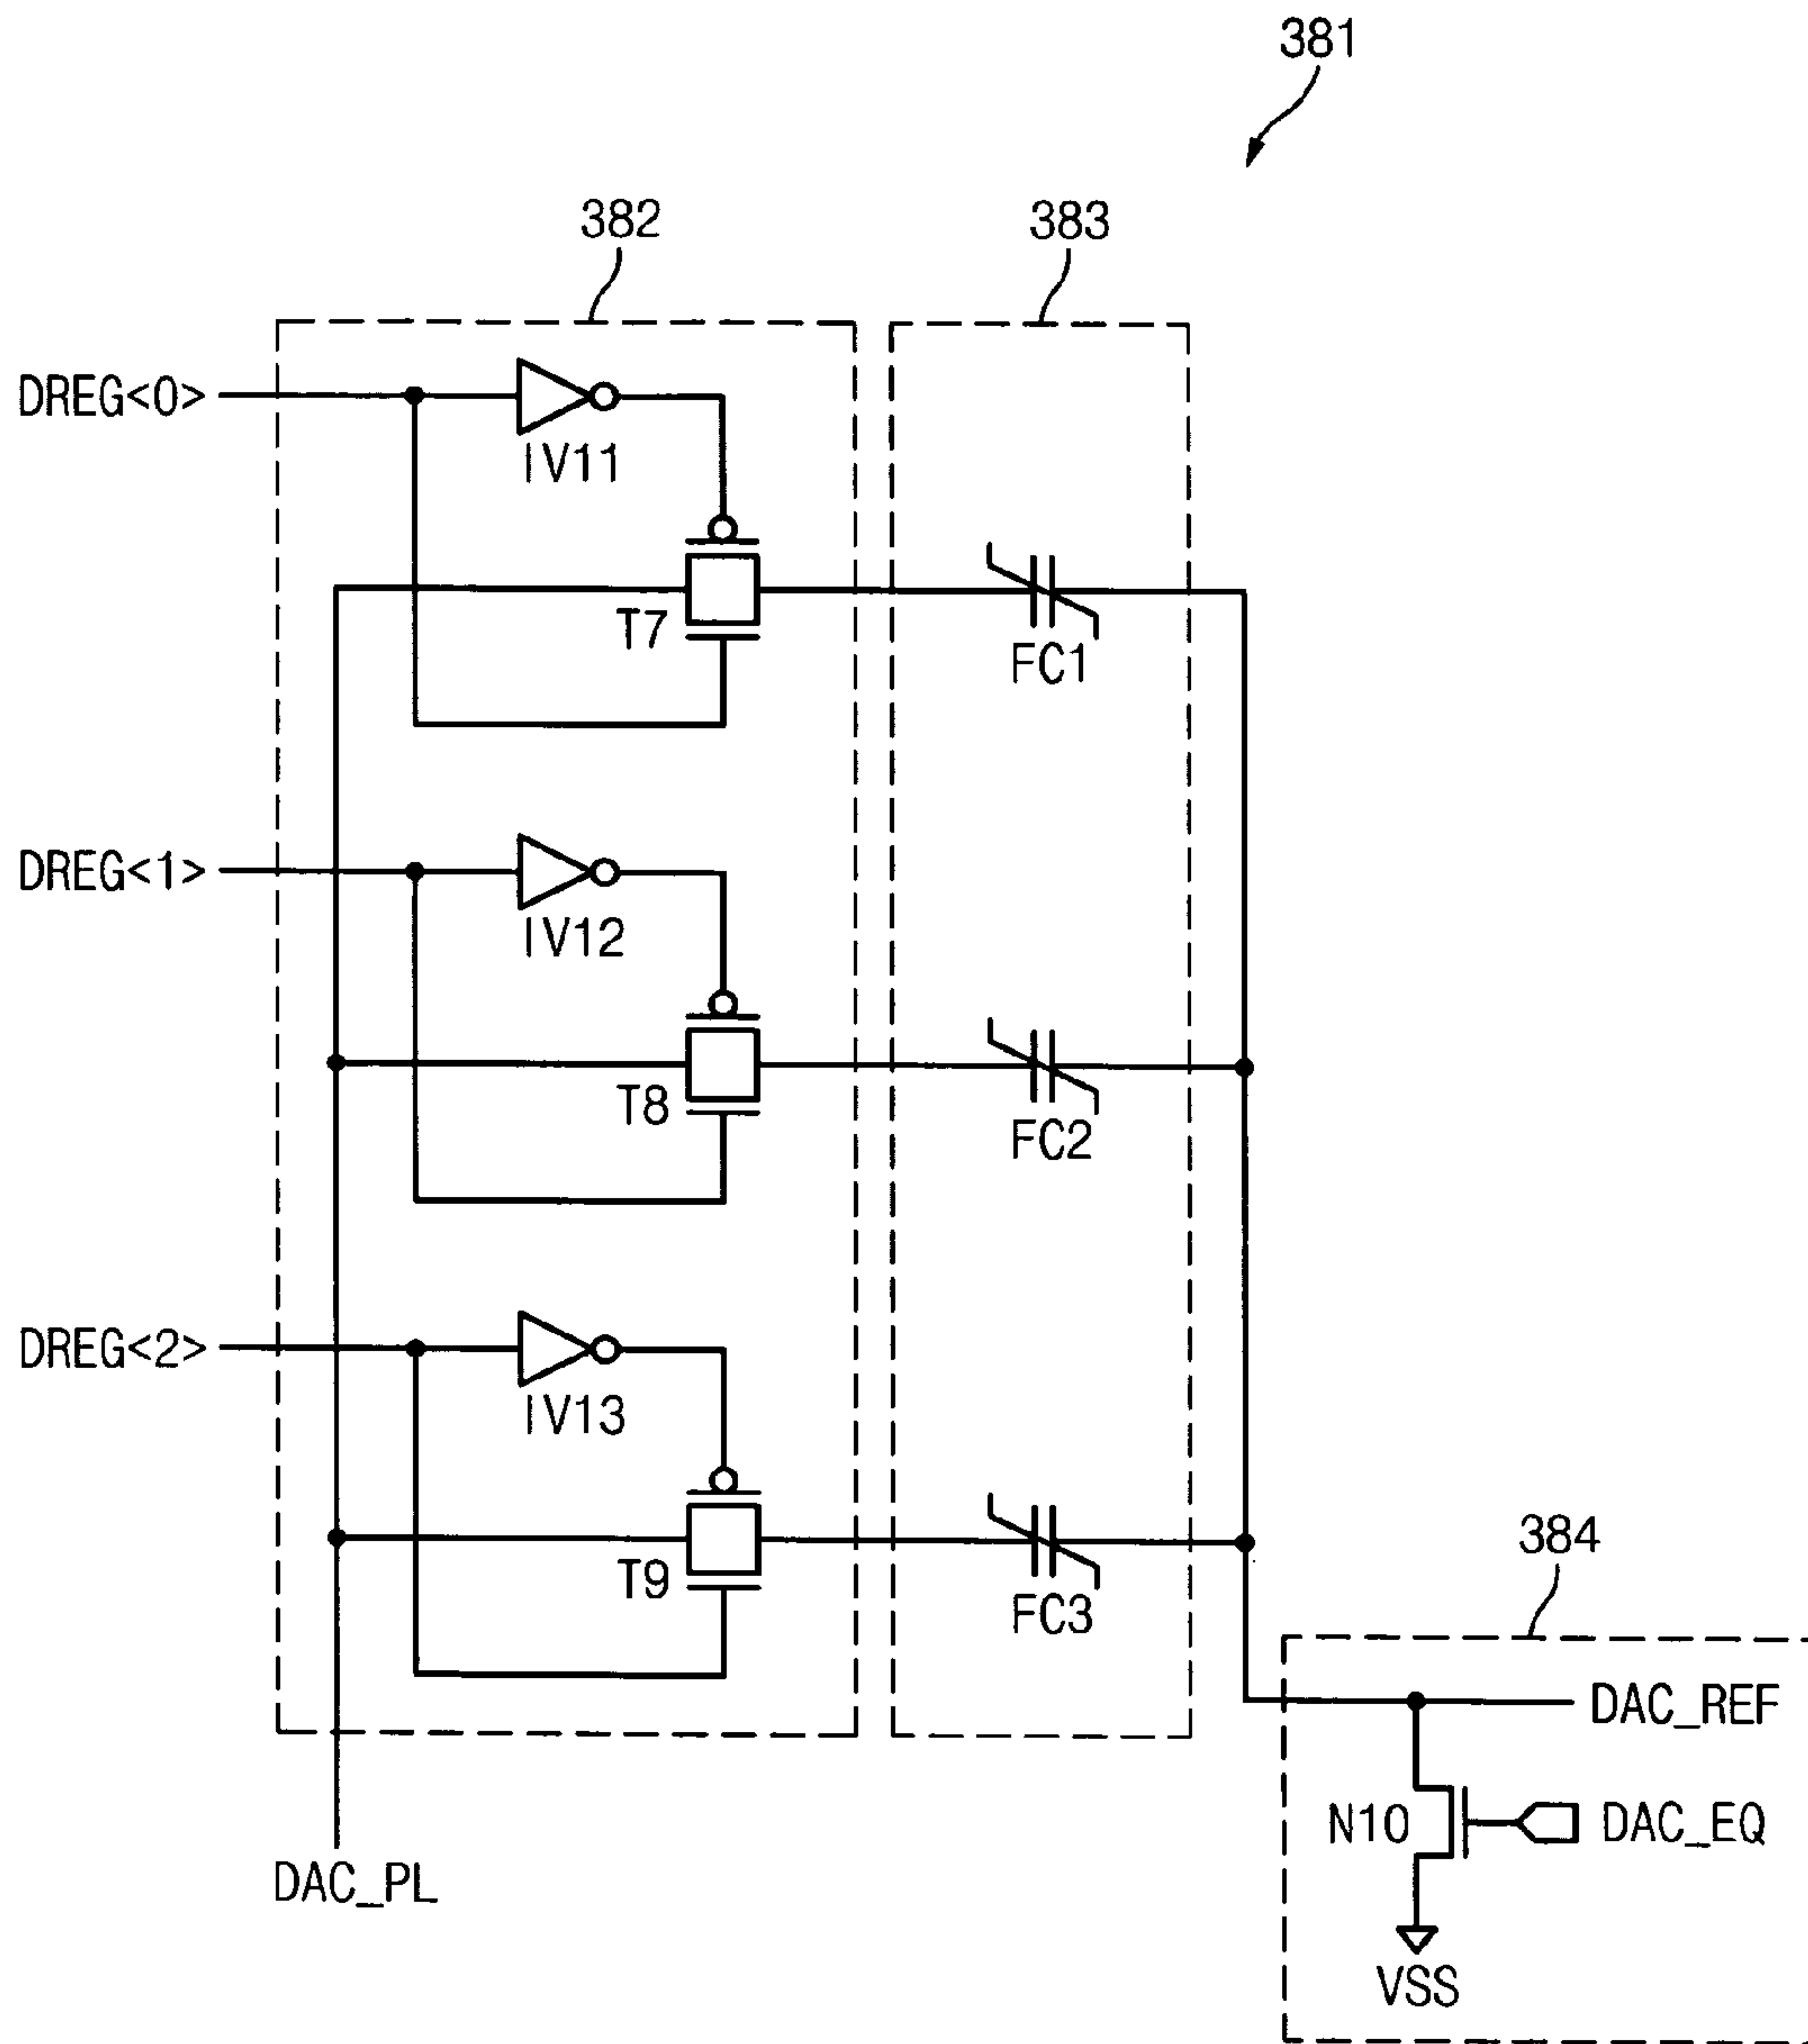 381
382
383
DREG<0>
IV11
T7
FC1
DREG<1>
IV12
T8
FC2
DREG<2>
IV13
T9
FC3
384
DAC_REF
N10
DAC_EQ
DAC_PL
VSS